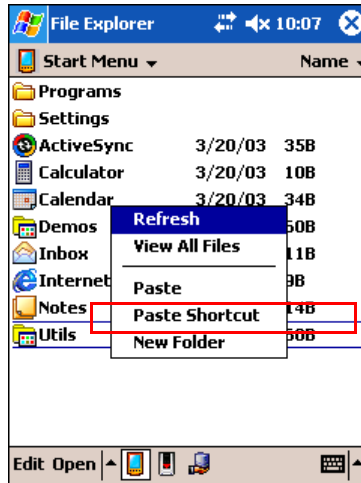 File Explorer 10:07
Start Menu Name
Programs
Settings
ActiveSync 3/20/03 35B
Calculator 3/20/03 10B
Calendar 3/20/03 34B
Demos
Refresh
View All Files
Paste
Paste Shortcut
New Folder
Inbox 11B
Internet 9B
Notes 14B
Utils
Edit Open